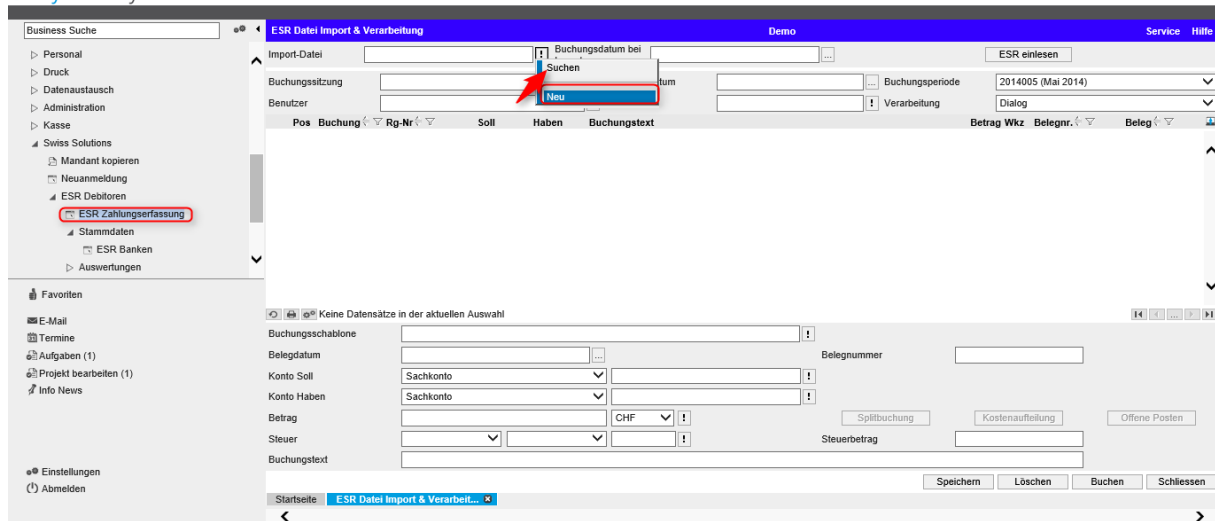 Business Suche
ESR Datei Import & Verarbeitung Demo Service Hilfe
Personal
Druck
Datenaustausch
Administration
Kasse
Swiss Solutions
Mandant kopieren
Neuanmeldung
ESR Debitoren
ESR Zahlungserfassung
Stammdaten
ESR Banken
Auswertungen
Favoriten
E-Mail
Termine
Aufgaben (1)
Projekt bearbeiten (1)
Info News
Einstellungen
Abmelden
Import-Datei ! Buchungsdatum bei ... ESR einlesen
Suchen
Neu
Buchungssitzung tum ... Buchungsperiode 2014005 (Mai 2014)
Benutzer ! Verarbeitung Dialog
Pos Buchung Rg-Nr Soll Haben Buchungstext Betrag Wkz Belegnr. Beleg
Keine Datensätze in der aktuellen Auswahl ...
Buchungsschablone !
Belegdatum ... Belegnummer
Konto Soll Sachkonto !
Konto Haben Sachkonto !
Betrag CHF ! Splitbuchung Kostenaufteilung Offene Posten
Steuer ! Steuerbetrag
Buchungstext
Speichern Löschen Buchen Schliessen
Startseite ESR Datei Import & Verarbeit...